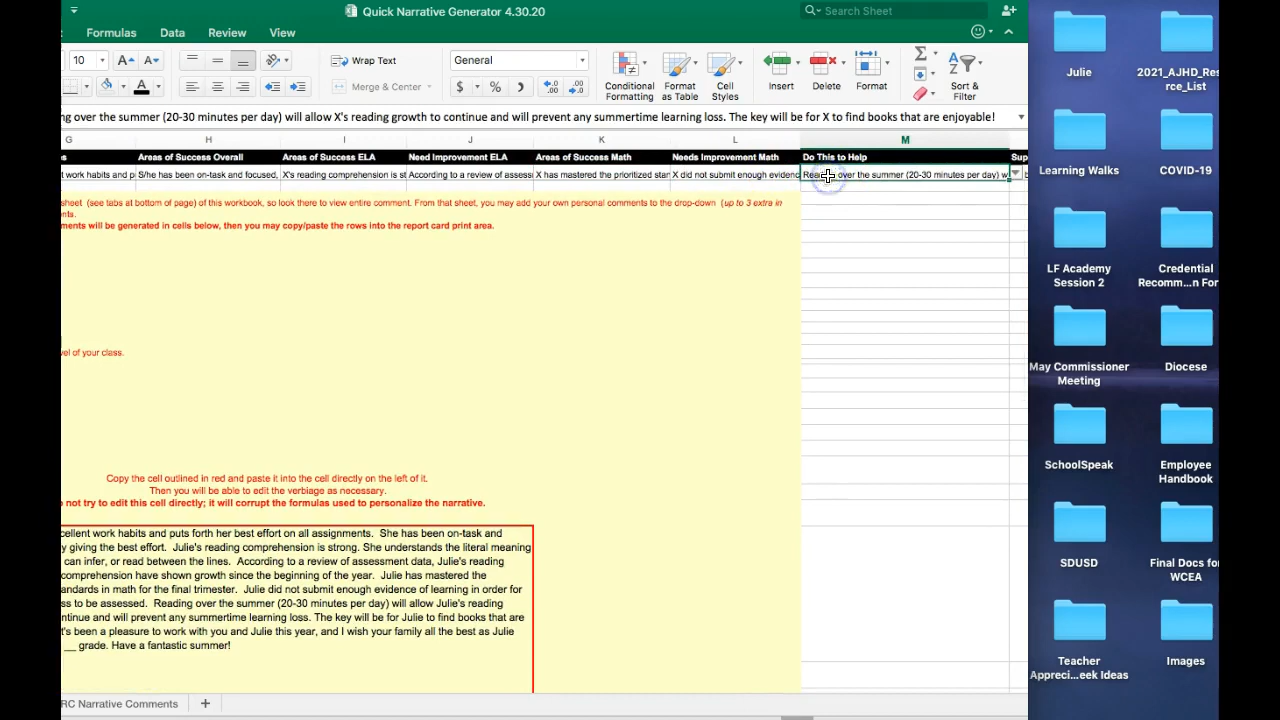 Quick Narrative Generator 4.30.20
Search Sheet
Formulas Data Review View
10 A A Wrap Text General
Merge & Center $ % Conditional Formatting Format as Table Cell Styles Insert Delete Format Sort & Filter
ng over the summer (20-30 minutes per day) will allow X's reading growth to continue and will prevent any summertime learning loss. The key will be for X to find books that are enjoyable!
G H I J K L M
s Areas of Success Overall Areas of Success ELA Need Improvement ELA Areas of Success Math Needs Improvement Math Do This to Help Sup
t work habits and p S/he has been on-task and focused, X's reading comprehension is st According to a review of assess X has mastered the prioritized star X did not submit enough evidenc over the summer (20-30 minutes per day) w
sheet (see tabs at bottom of page) of this workbook, so look there to view entire comment. From that sheet, you may add your own personal comments to the drop-down (up to 3 extra in
nts.
ments will be generated in cells below, then you may copy/paste the rows into the report card print area.
vel of your class.
Copy the cell outlined in red and paste it into the cell directly on the left of it.
Then you will be able to edit the verbiage as necessary.
o not try to edit this cell directly; it will corrupt the formulas used to personalize the narrative.
cellent work habits and puts forth her best effort on all assignments. She has been on-task and
y giving the best effort. Julie's reading comprehension is strong. She understands the literal meaning
can infer, or read between the lines. According to a review of assessment data, Julie's reading
comprehension have shown growth since the beginning of the year. Julie has mastered the
andards in math for the final trimester. Julie did not submit enough evidence of learning in order for
ss to be assessed. Reading over the summer (20-30 minutes per day) will allow Julie's reading
ntinue and will prevent any summertime learning loss. The key will be for Julie to find books that are
t's been a pleasure to work with you and Julie this year, and I wish your family all the best as Julie
__ grade. Have a fantastic summer!
RC Narrative Comments +
Julie
2021_AJHD_Res
rce_List
Learning Walks
COVID-19
LF Academy
Session 2
Credential
Recomm...n For
May Commissioner
Meeting
Diocese
SchoolSpeak
Employee
Handbook
SDUSD
Final Docs for
WCEA
Teacher
Appreci...eek Ideas
Images